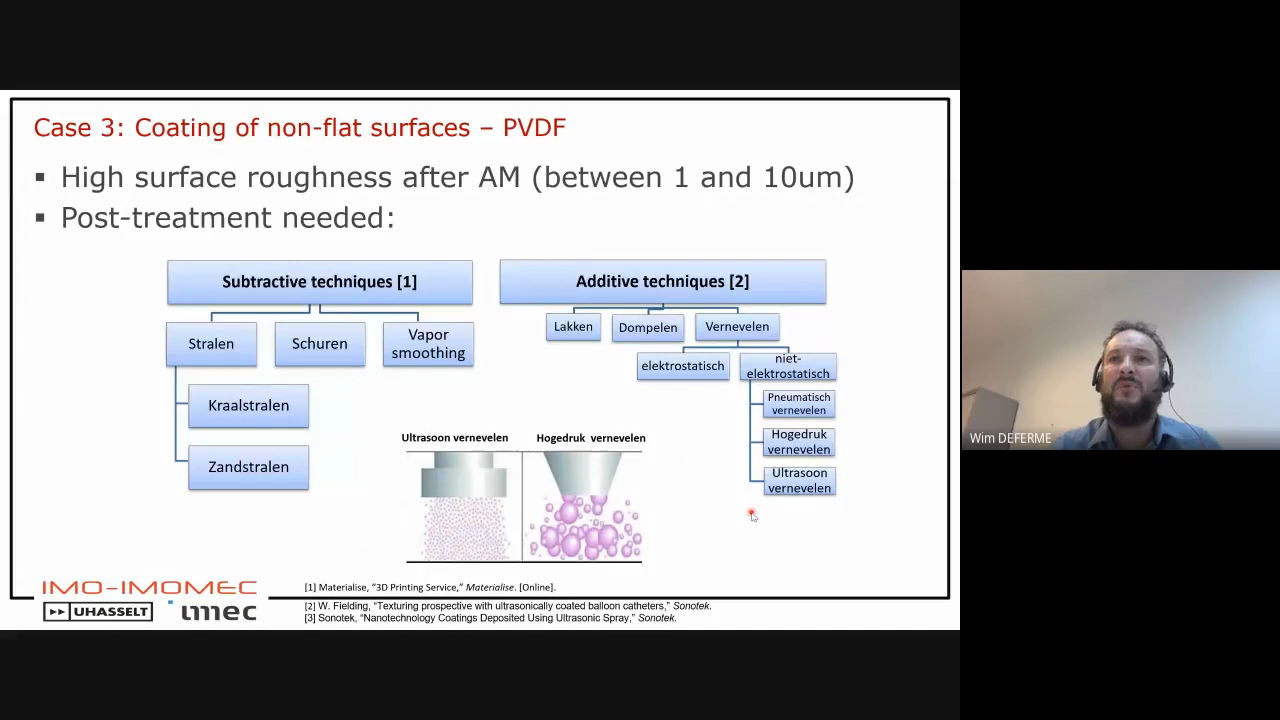 Case 3: Coating of non-flat surfaces – PVDF
▪ High surface roughness after AM (between 1 and 10um)
▪ Post-treatment needed:
Subtractive techniques [1]
Stralen
Schuren
Vapor
smoothing
Kraalstralen
Zandstralen
Additive techniques [2]
Lakken
Dompelen
Vernevelen
elektrostatisch
niet-
elektrostatisch
Pneumatisch
vernevelen
Hogedruk
vernevelen
Ultrasoon
vernevelen
Ultrasoon vernevelen
Hogedruk vernevelen
Wim DEFERME
IMO-IMOMEC
UHASSELT
imec
[1] Materialise, “3D Printing Service,” Materialise. [Online].
[2] W. Fielding, “Texturing prospective with ultrasonically coated balloon catheters,” Sonotek.
[3] Sonotek, “Nanotechnology Coatings Deposited Using Ultrasonic Spray,” Sonotek.